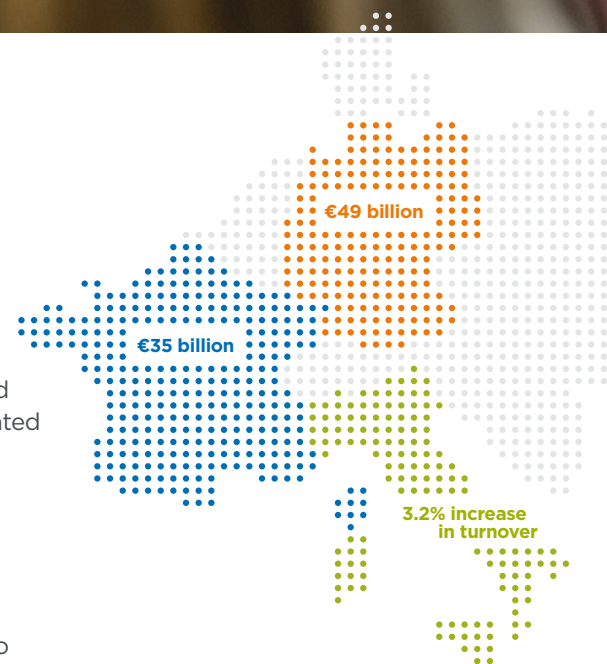 €49 billion
€35 billion
3.2% increase
in turnover